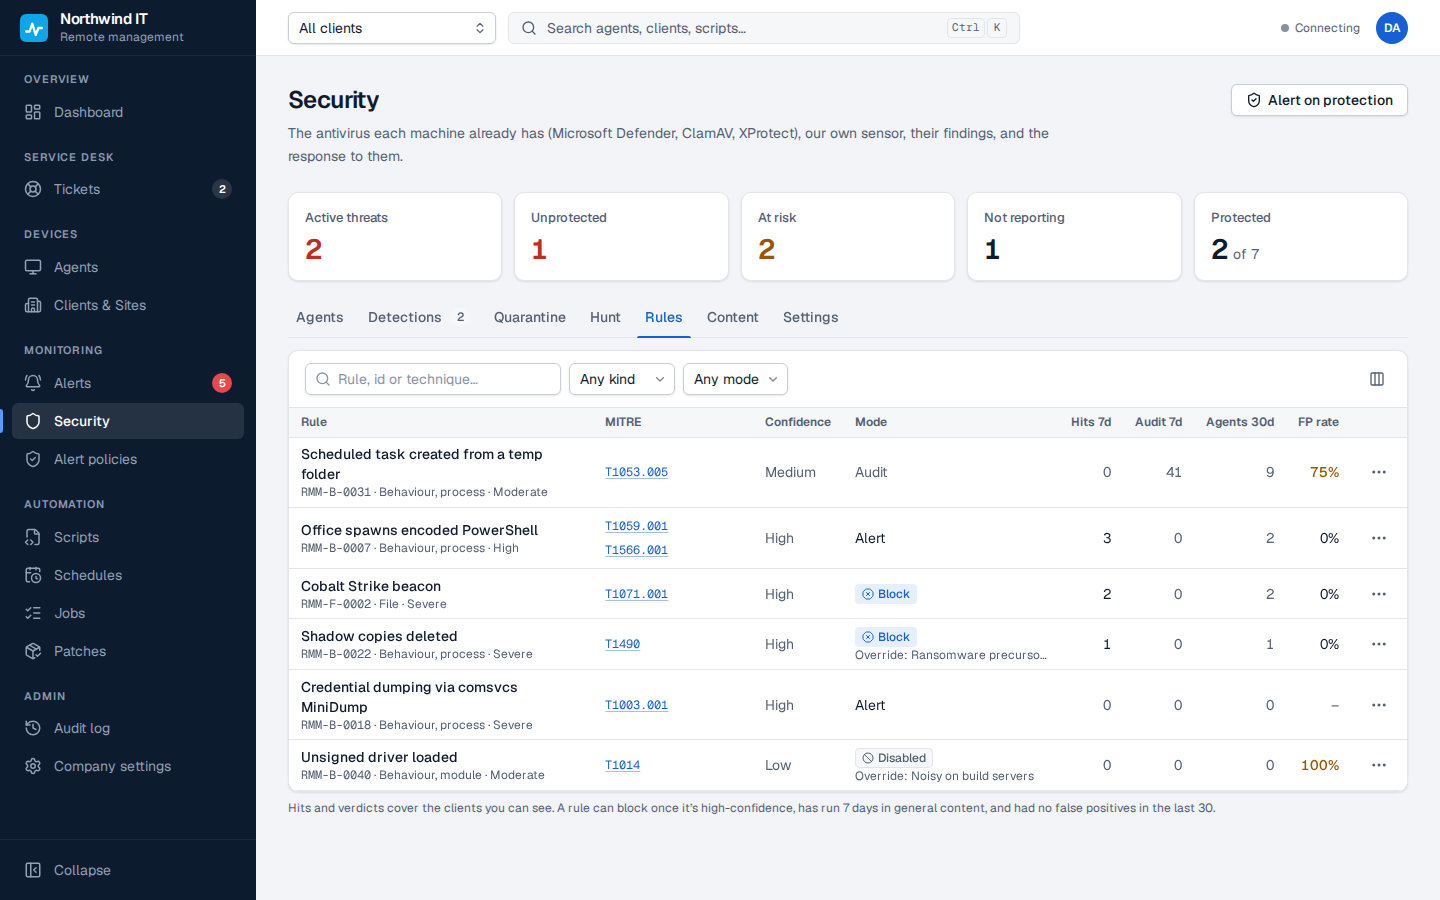 Northwind IT
Remote management
OVERVIEW
Dashboard
SERVICE DESK
Tickets 2
DEVICES
Agents
Clients & Sites
MONITORING
Alerts 5
Security
Alert policies
AUTOMATION
Scripts
Schedules
Jobs
Patches
ADMIN
Audit log
Company settings
Collapse
All clients
Search agents, clients, scripts... Ctrl K
Connecting
DA
Security
Alert on protection
The antivirus each machine already has (Microsoft Defender, ClamAV, XProtect), our own sensor, their findings, and the
response to them.
Active threats
2
Unprotected
1
At risk
2
Not reporting
1
Protected
2 of 7
Agents Detections 2 Quarantine Hunt Rules Content Settings
Rule, id or technique... Any kind Any mode
Rule MITRE Confidence Mode Hits 7d Audit 7d Agents 30d FP rate
Scheduled task created from a temp
folder
RMM-B-0031 · Behaviour, process · Moderate
T1053.005 Medium Audit 0 41 9 75%
Office spawns encoded PowerShell
RMM-B-0007 · Behaviour, process · High
T1059.001
T1566.001
High Alert 3 0 2 0%
Cobalt Strike beacon
RMM-F-0002 · File · Severe
T1071.001 High Block 2 0 2 0%
Shadow copies deleted
RMM-B-0022 · Behaviour, process · Severe
T1490 High Block 1 0 1 0%
Override: Ransomware precurso...
Credential dumping via comsvcs
MiniDump
RMM-B-0018 · Behaviour, process · Severe
T1003.001 High Alert 0 0 0 –
Unsigned driver loaded
RMM-B-0040 · Behaviour, module · Moderate
T1014 Low Disabled 0 0 0 100%
Override: Noisy on build servers
Hits and verdicts cover the clients you can see. A rule can block once it's high-confidence, has run 7 days in general content, and had no false positives in the last 30.